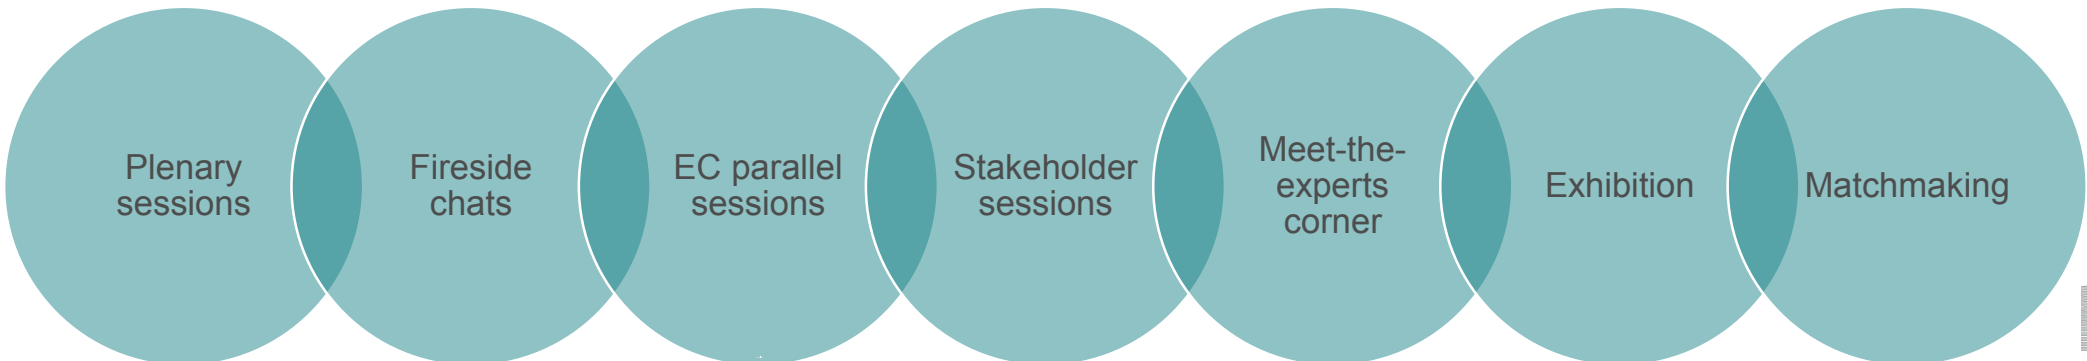 Plenary
sessions
Fireside
chats
EC parallel
sessions
Stakeholder
sessions
Meet-the-
experts
corner
Exhibition
Matchmaking